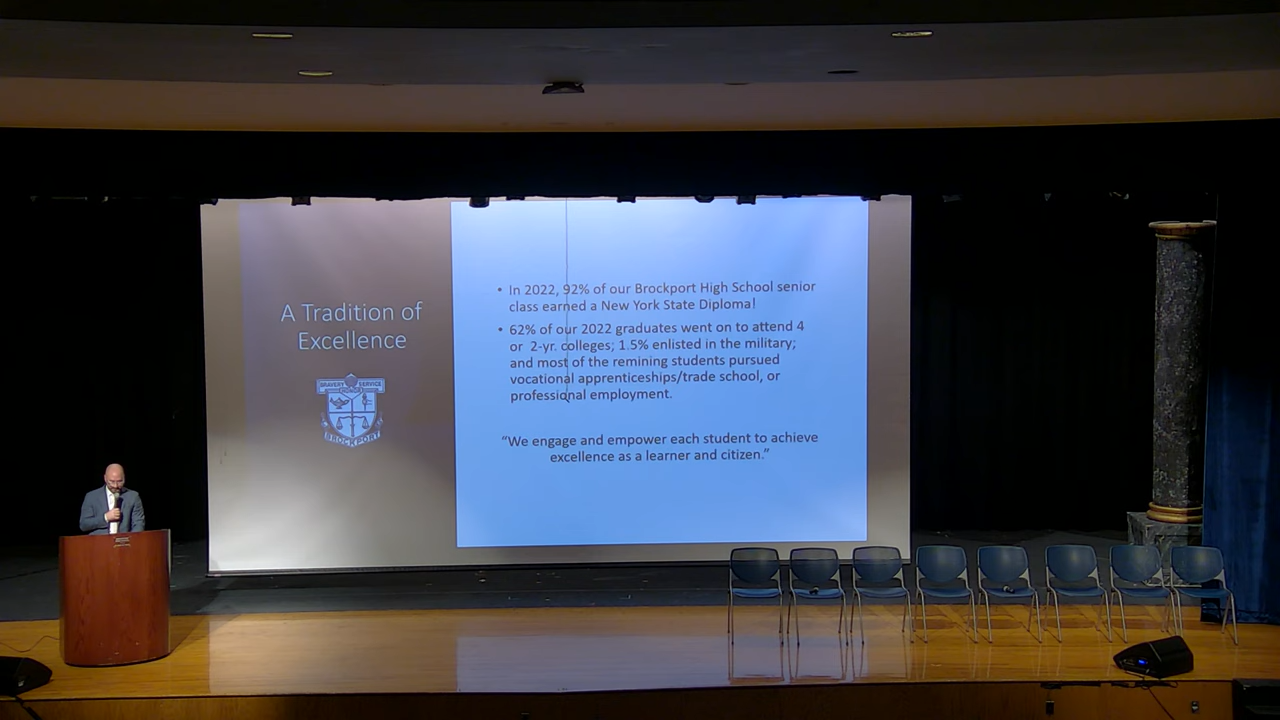 A Tradition of
Excellence
BRAVERY
SERVICE
BROCKPORT
• In 2022, 92% of our Brockport High School senior
class earned a New York State Diploma!
• 62% of our 2022 graduates went on to attend 4
or 2-yr. colleges; 1.5% enlisted in the military;
and most of the remining students pursued
vocational apprenticeships/trade school, or
professional employment.
“We engage and empower each student to achieve
excellence as a learner and citizen.”